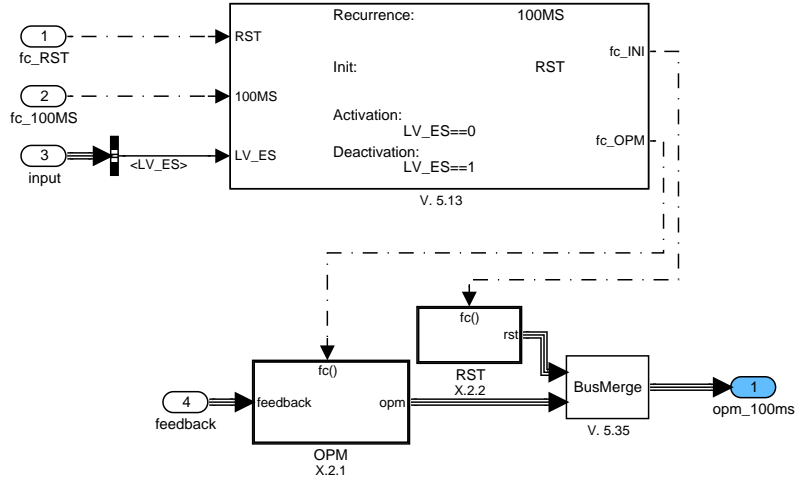 Recurrence: 100MS
1
RST
fc_INI
fc_RST
Init: RST
2
100MS
fc_100MS
Activation:
LV_ES==0
fc_OPM
Deactivation:
3
LV_ES
<LV_ES>
LV_ES==1
input
V. 5.13
fc()
rst
fc()
RST
X.2.2
BusMerge
1
4
feedback
opm
opm_100ms
feedback
V. 5.35
OPM
X.2.1